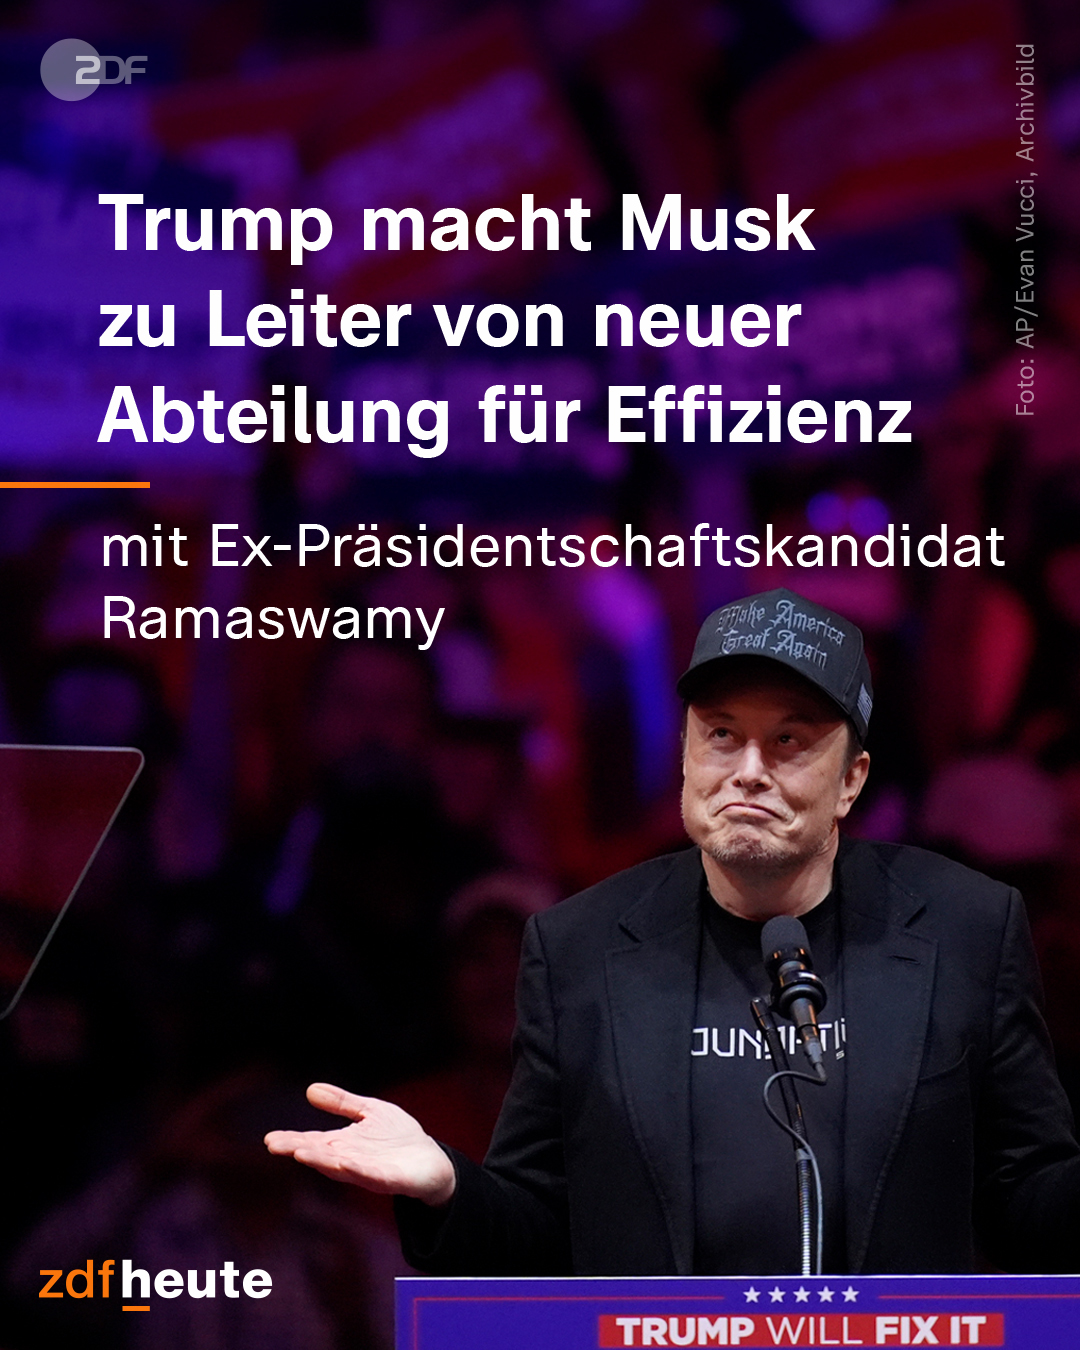 ZDF
Foto: AP/Evan Vucci, Archivbild
Trump macht Musk
zu Leiter von neuer
Abteilung für Effizienz
mit Ex-Präsidentschaftskandidat
Ramaswamy
Make America
Great Again
zdfheute
TRUMP WILL FIX IT